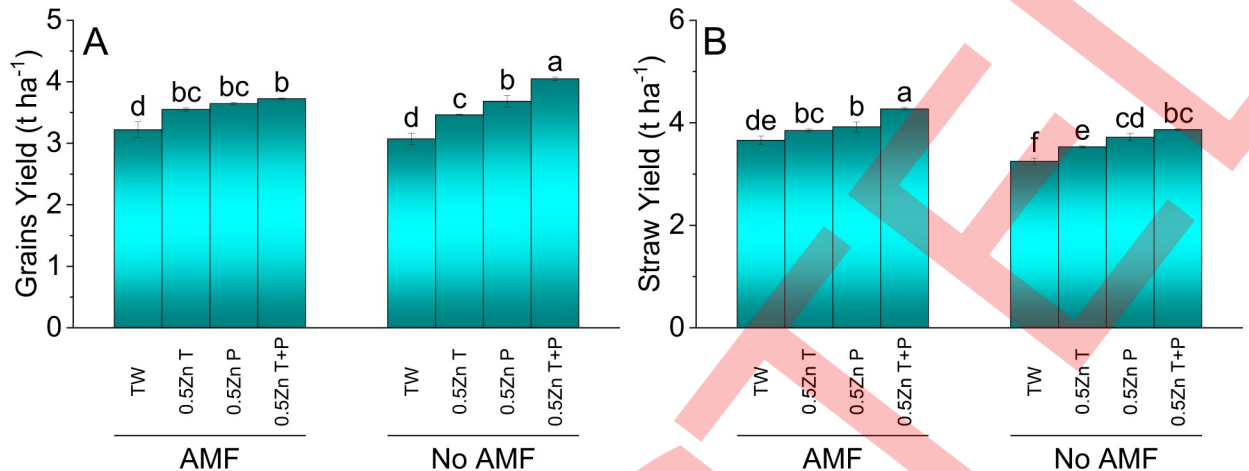 A
Grains Yield (t ha⁻¹)
5
4
3
2
1
0
d
bc
bc
b
d
c
b
a
TW
0.5Zn T
0.5Zn P
0.5Zn T+P
TW
0.5Zn T
0.5Zn P
0.5Zn T+P
AMF
No AMF
B
Straw Yield (t ha⁻¹)
6
4
2
0
de
bc
b
a
f
e
cd
bc
TW
0.5Zn T
0.5Zn P
0.5Zn T+P
TW
0.5Zn T
0.5Zn P
0.5Zn T+P
AMF
No AMF